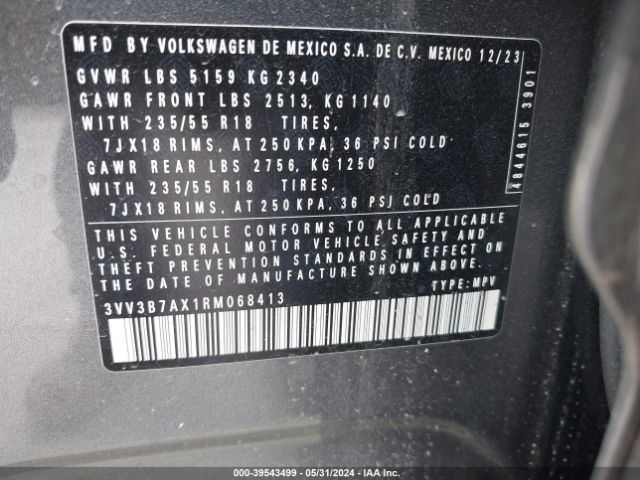 MFD BY VOLKSWAGEN DE MEXICO S.A. DE C.V. MEXICO 12/23
GVWR LBS 5159 KG 2340
GAWR FRONT LBS 2513, KG 1140
WITH 235/55 R18 TIRES,
7JX18 RIMS, AT 250 KPA, 36 PSI COLD
GAWR REAR LBS 2756, KG 1250
WITH 235/55 R18 TIRES,
7JX18 RIMS, AT 250 KPA, 36 PSI COLD
4844615 3901
THIS VEHICLE CONFORMS TO ALL APPLICABLE
U.S. FEDERAL MOTOR VEHICLE SAFETY AND
THEFT PREVENTION STANDARDS IN EFFECT ON
THE DATE OF MANUFACTURE SHOWN ABOVE.
TYPE: MPV
3VV3B7AX1RM068413
000-39543499 - 05/31/2024 - IAA Inc.